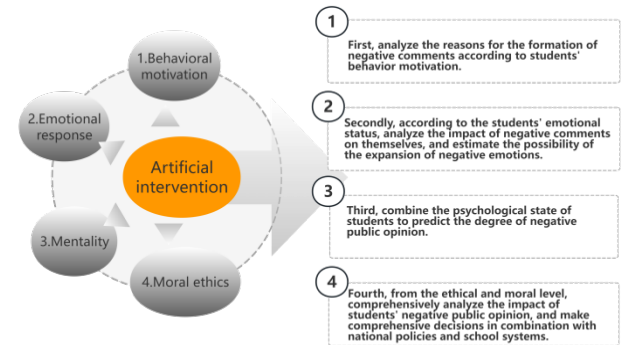 1.Behavioral
motivation
2.Emotional
response
Artificial
intervention
3.Mentality
4.Moral ethics
1
First, analyze the reasons for the formation of
negative comments according to students'
behavior motivation.
2
Secondly, according to the students' emotional
status, analyze the impact of negative comments
on themselves, and estimate the possibility of
the expansion of negative emotions.
3
Third, combine the psychological state of
students to predict the degree of negative
public opinion.
4
Fourth, from the ethical and moral level,
comprehensively analyze the impact of
students' negative public opinion, and make
comprehensive decisions in combination with
national policies and school systems.